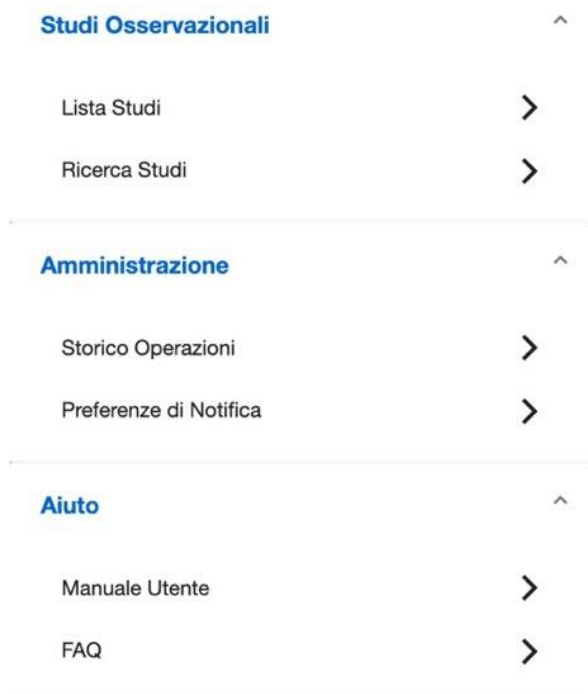 Studi Osservazionali
Lista Studi
Ricerca Studi
Amministrazione
Storico Operazioni
Preferenze di Notifica
Aiuto
Manuale Utente
FAQ